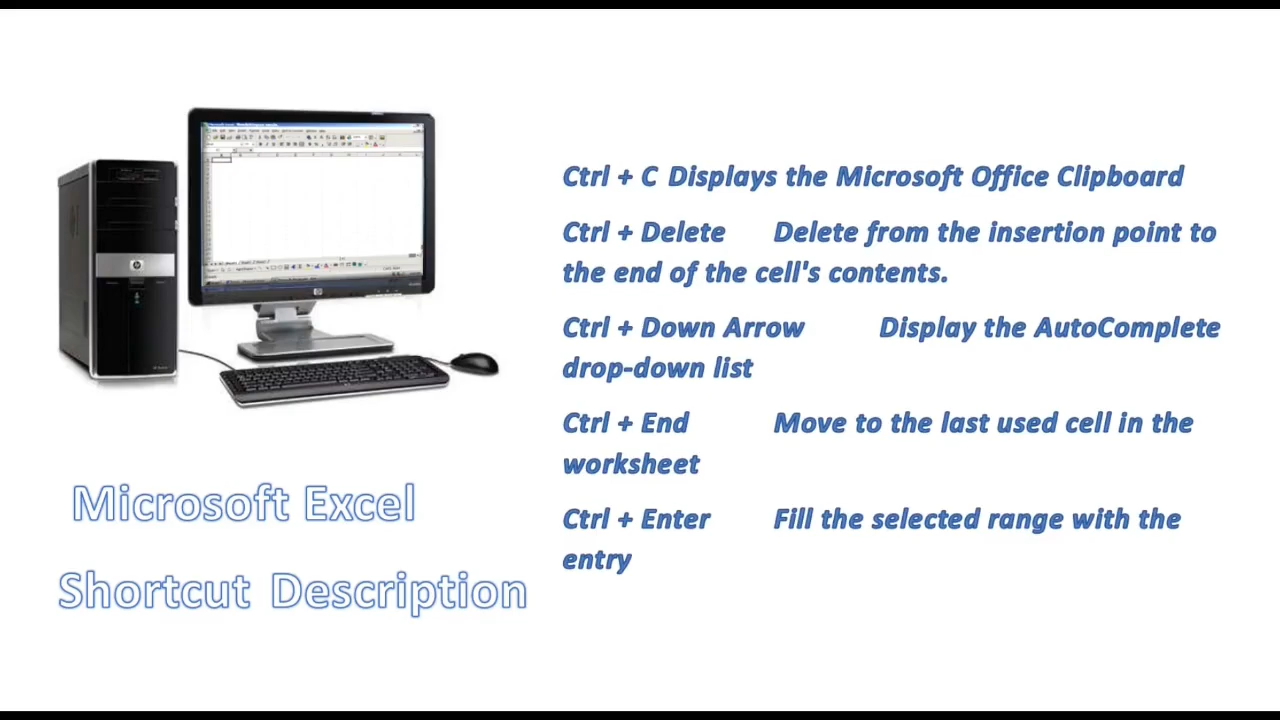 Ctrl + C Displays the Microsoft Office Clipboard
Ctrl + Delete Delete from the insertion point to
the end of the cell's contents.
Ctrl + Down Arrow Display the AutoComplete
drop-down list
Ctrl + End Move to the last used cell in the
worksheet
Ctrl + Enter Fill the selected range with the
entry
Microsoft Excel
Shortcut Description